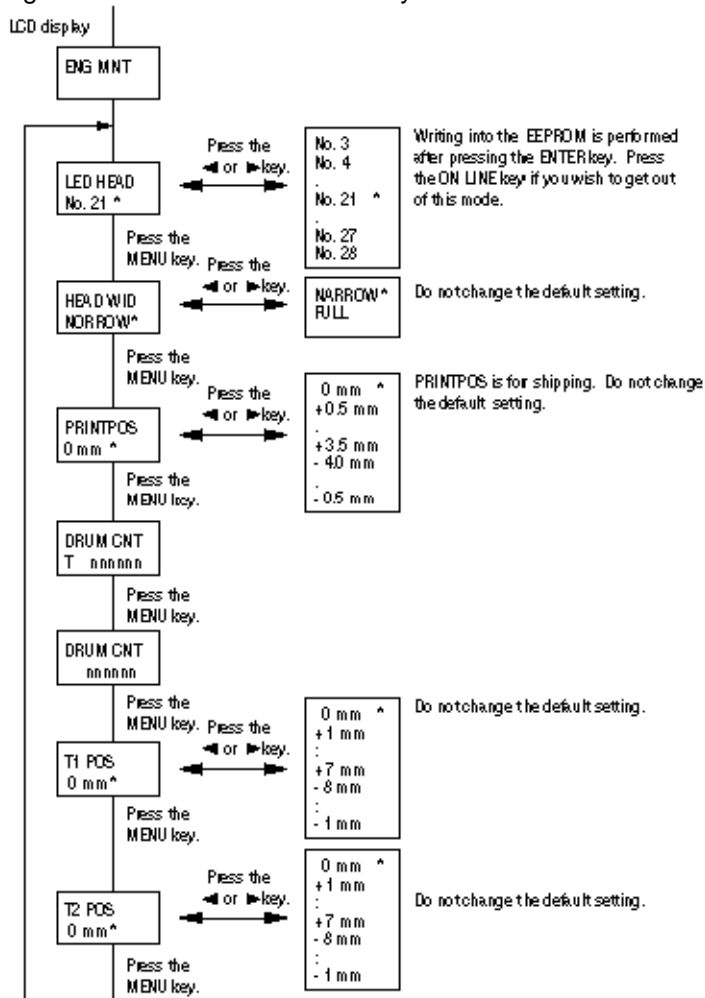 LCD display
ENG MNT
LED HEAD
No. 21 *
Press the
◄ or ► key.
No. 3
No. 4
.
No. 21 *
.
No. 27
No. 28
Writing into the EEPROM is performed
after pressing the ENTER key. Press
the ON LINE key if you wish to get out
of this mode.
Press the
MENU key.
HEAD WID
NORROW*
Press the
◄ or ► key.
NARROW*
FULL
Do not change the default setting.
Press the
MENU key.
PRINTPOS
0 mm *
Press the
◄ or ► key.
0 mm *
+0.5 mm
.
+3.5 mm
- 4.0 mm
.
- 0.5 mm
PRINTPOS is for shipping. Do not change
the default setting.
Press the
MENU key.
DRUM CNT
T nnnnnn
Press the
MENU key.
DRUM CNT
nnnnnn
Press the
MENU key.
T1 POS
0 mm*
Press the
◄ or ► key.
0 mm *
+1 mm
:
+7 mm
- 8 mm
:
- 1 mm
Do not change the default setting.
Press the
MENU key.
T2 POS
0 mm*
Press the
◄ or ► key.
0 mm *
+1 mm
:
+7 mm
- 8 mm
:
- 1 mm
Do not change the default setting.
Press the
MENU key.